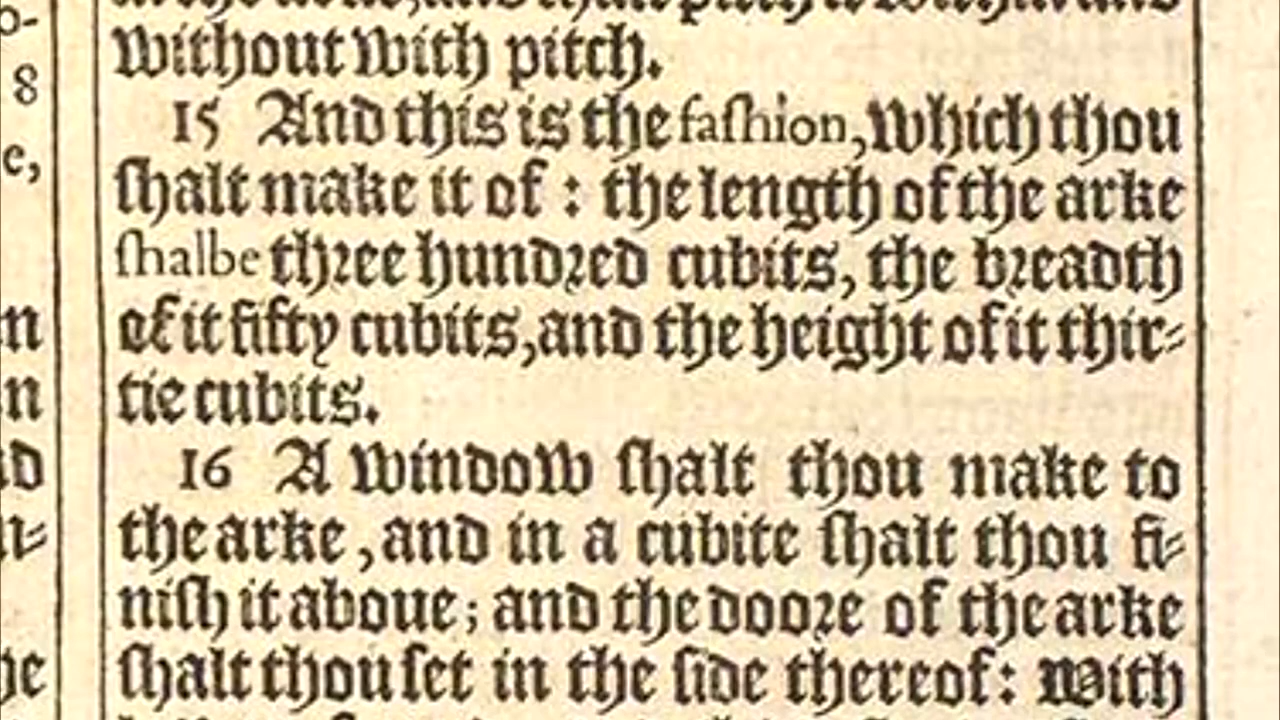 without with pitch.
8
15 And this is the faſhion, which thou
e,
ſhalt make it of : the length of the arke
ſhalbe three hundred cubits, the breadth
of it fifty cubits, and the height of it thir-
tie cubits.
16 A window ſhalt thou make to
the arke, and in a cubite ſhalt thou fi-
niſh it aboue; and the doore of the arke
ſhalt thou ſet in the ſide thereof: With